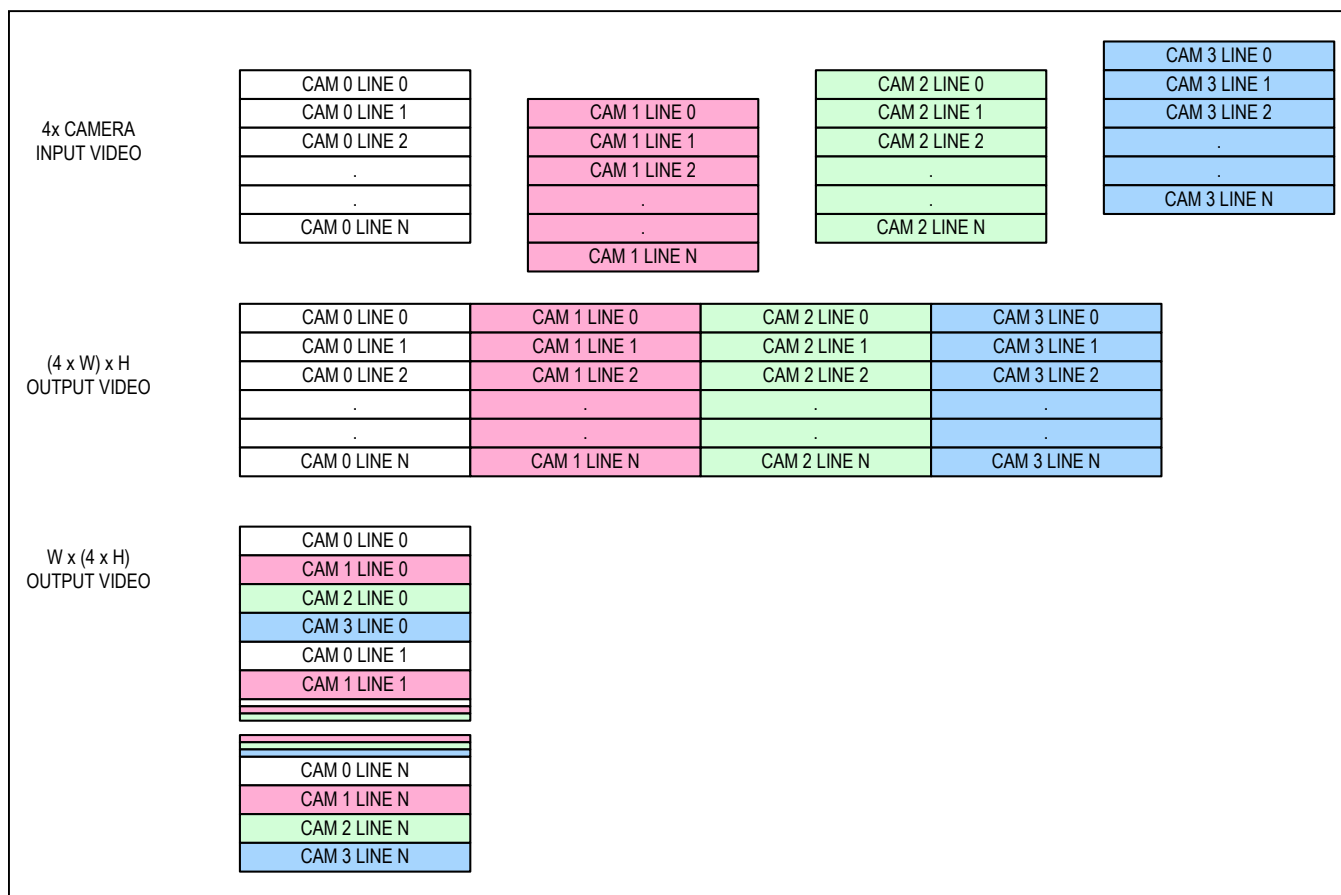 4x CAMERA
INPUT VIDEO
CAM 0 LINE 0
CAM 0 LINE 1
CAM 0 LINE 2
.
.
CAM 0 LINE N
CAM 1 LINE 0
CAM 1 LINE 1
CAM 1 LINE 2
.
.
CAM 1 LINE N
CAM 2 LINE 0
CAM 2 LINE 1
CAM 2 LINE 2
.
.
CAM 2 LINE N
CAM 3 LINE 0
CAM 3 LINE 1
CAM 3 LINE 2
.
.
CAM 3 LINE N
(4 x W) x H
OUTPUT VIDEO
CAM 0 LINE 0 CAM 1 LINE 0 CAM 2 LINE 0 CAM 3 LINE 0
CAM 0 LINE 1 CAM 1 LINE 1 CAM 2 LINE 1 CAM 3 LINE 1
CAM 0 LINE 2 CAM 1 LINE 2 CAM 2 LINE 2 CAM 3 LINE 2
. . . .
. . . .
CAM 0 LINE N CAM 1 LINE N CAM 2 LINE N CAM 3 LINE N
W x (4 x H)
OUTPUT VIDEO
CAM 0 LINE 0
CAM 1 LINE 0
CAM 2 LINE 0
CAM 3 LINE 0
CAM 0 LINE 1
CAM 1 LINE 1
CAM 0 LINE N
CAM 1 LINE N
CAM 2 LINE N
CAM 3 LINE N